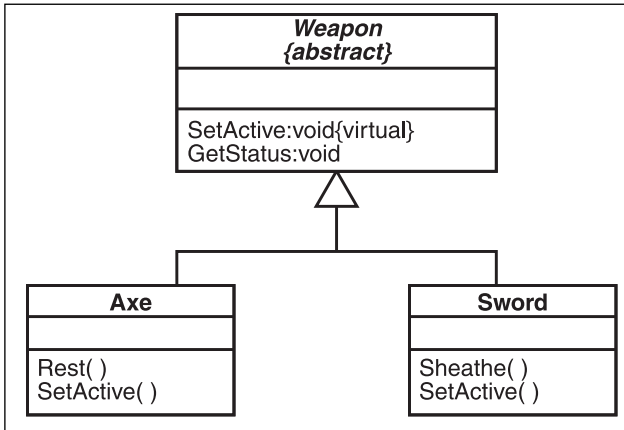 Weapon
{abstract}
SetActive:void{virtual}
GetStatus:void
Axe
Rest( )
SetActive( )
Sword
Sheathe( )
SetActive( )